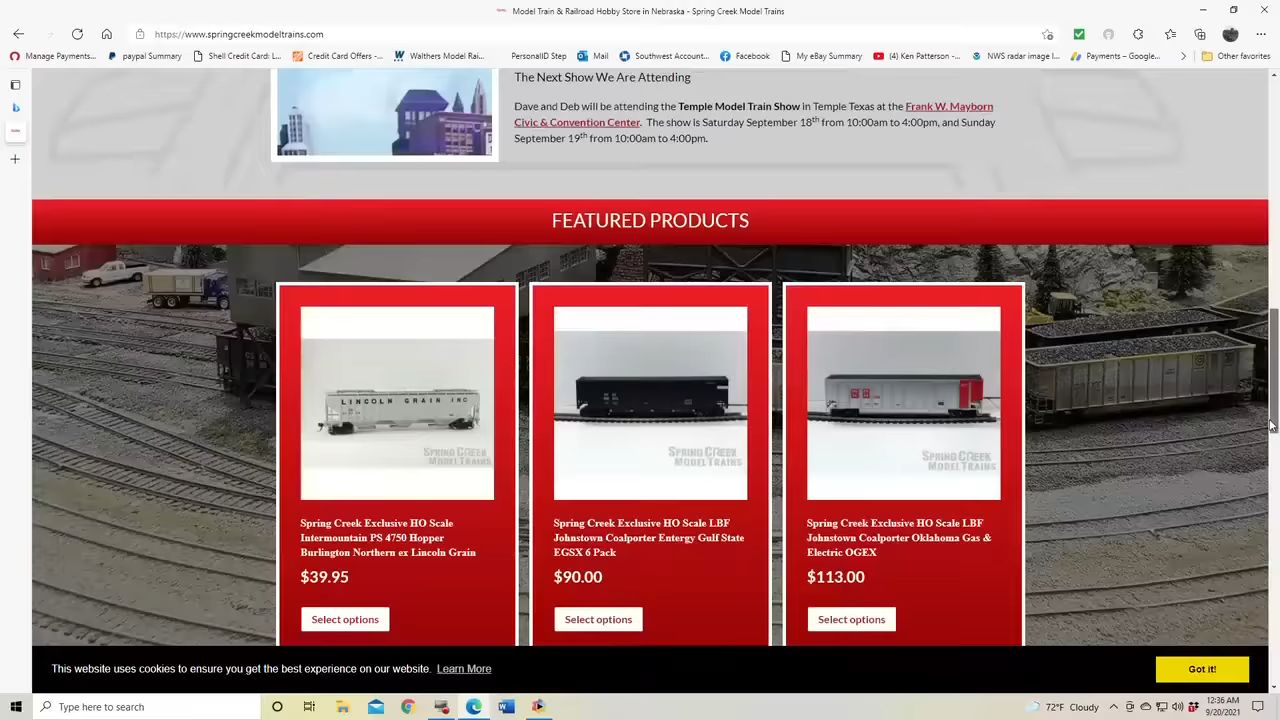 Model Train & Railroad Hobby Store in Nebraska - Spring Creek Model Trains
https://www.springcreekmodeltrains.com
Manage Payments... paypal Summary Shell Credit Card: L... Credit Card Offers -... Walthers Model Rai... PersonalID Step Mail Southwest Accounts... Facebook My eBay Summary (4) Ken Patterson -... NWS radar image l... Payments – Google... Other favorites
The Next Show We Are Attending
Dave and Deb will be attending the Temple Model Train Show in Temple Texas at the Frank W. Mayborn
Civic & Convention Center. The show is Saturday September 18th from 10:00am to 4:00pm, and Sunday
September 19th from 10:00am to 4:00pm.
FEATURED PRODUCTS
LINCOLN GRAIN INC
SPRING CREEK
MODEL TRAINS
SPRING CREEK
MODEL TRAINS
SPRING CREEK
MODEL TRAINS
Spring Creek Exclusive HO Scale
Intermountain PS 4750 Hopper
Burlington Northern ex Lincoln Grain
$39.95
Select options
Spring Creek Exclusive HO Scale LBF
Johnstown Coalporter Entergy Gulf State
EGSX 6 Pack
$90.00
Select options
Spring Creek Exclusive HO Scale LBF
Johnstown Coalporter Oklahoma Gas &
Electric OGEX
$113.00
Select options
This website uses cookies to ensure you get the best experience on our website. Learn More
Got it!
Type here to search
72°F Cloudy
12:36 AM
9/20/2021